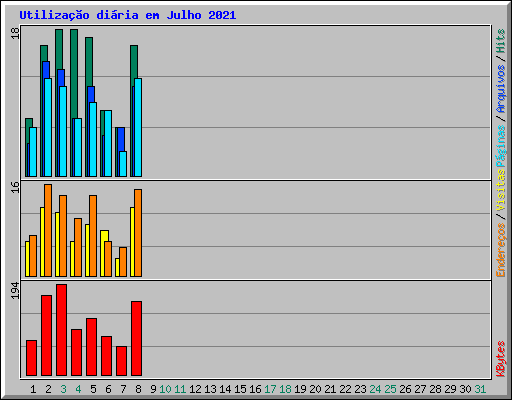 Utilização diária em Julho 2021
18
16
194
KBytes Endereços / Visitas Páginas / Arquivos / Hits
1 2 3 4 5 6 7 8 9 10 11 12 13 14 15 16 17 18 19 20 21 22 23 24 25 26 27 28 29 30 31